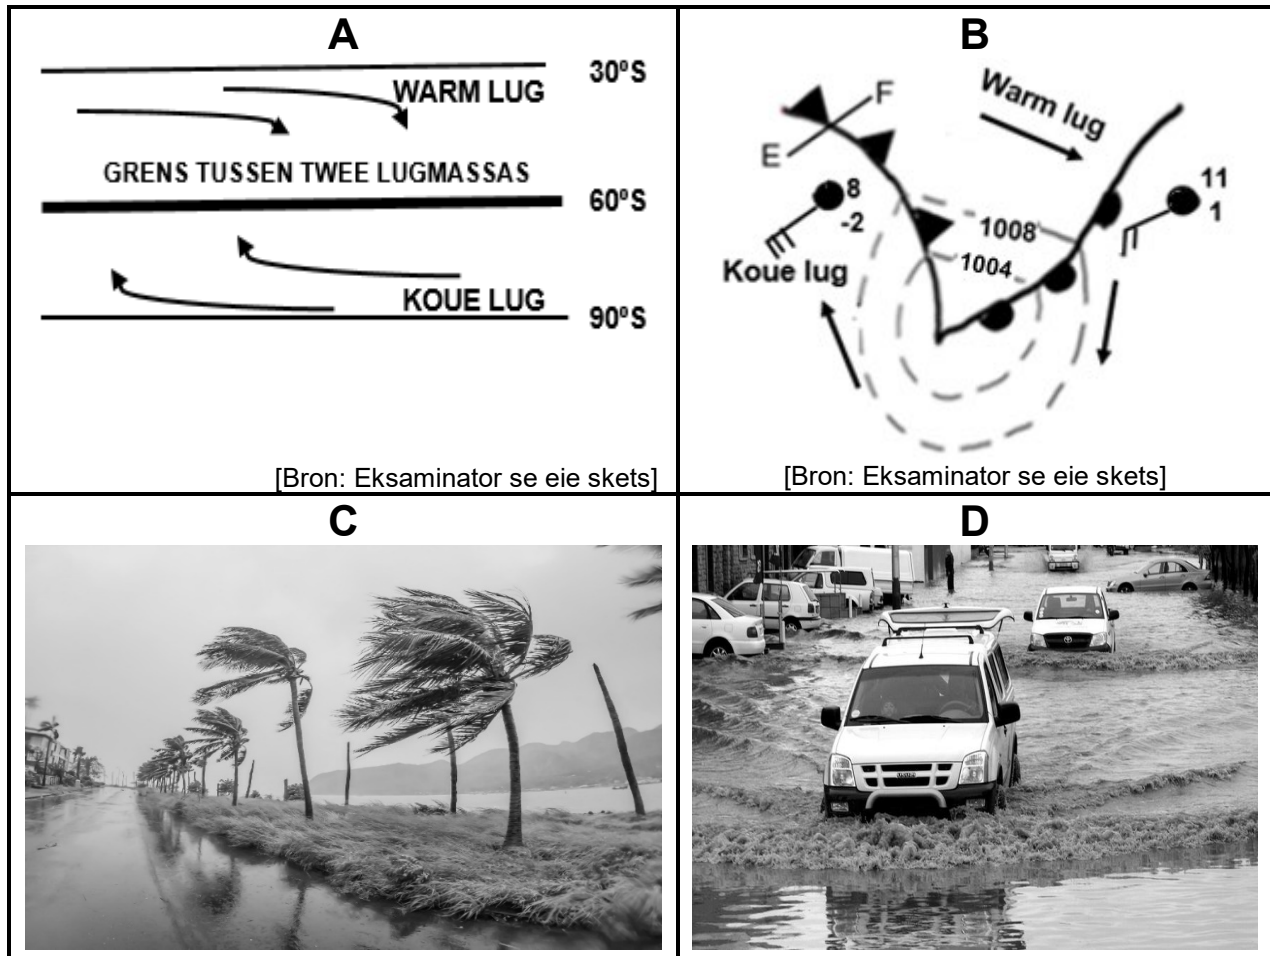 A
30ºS
WARM LUG
GRENS TUSSEN TWEE LUGMASSAS
60ºS
KOUE LUG
90ºS
[Bron: Eksaminator se eie skets]
B
F
Warm lug
E
8
-2
11
1
1008
1004
Koue lug
[Bron: Eksaminator se eie skets]
C
D
ISUZU